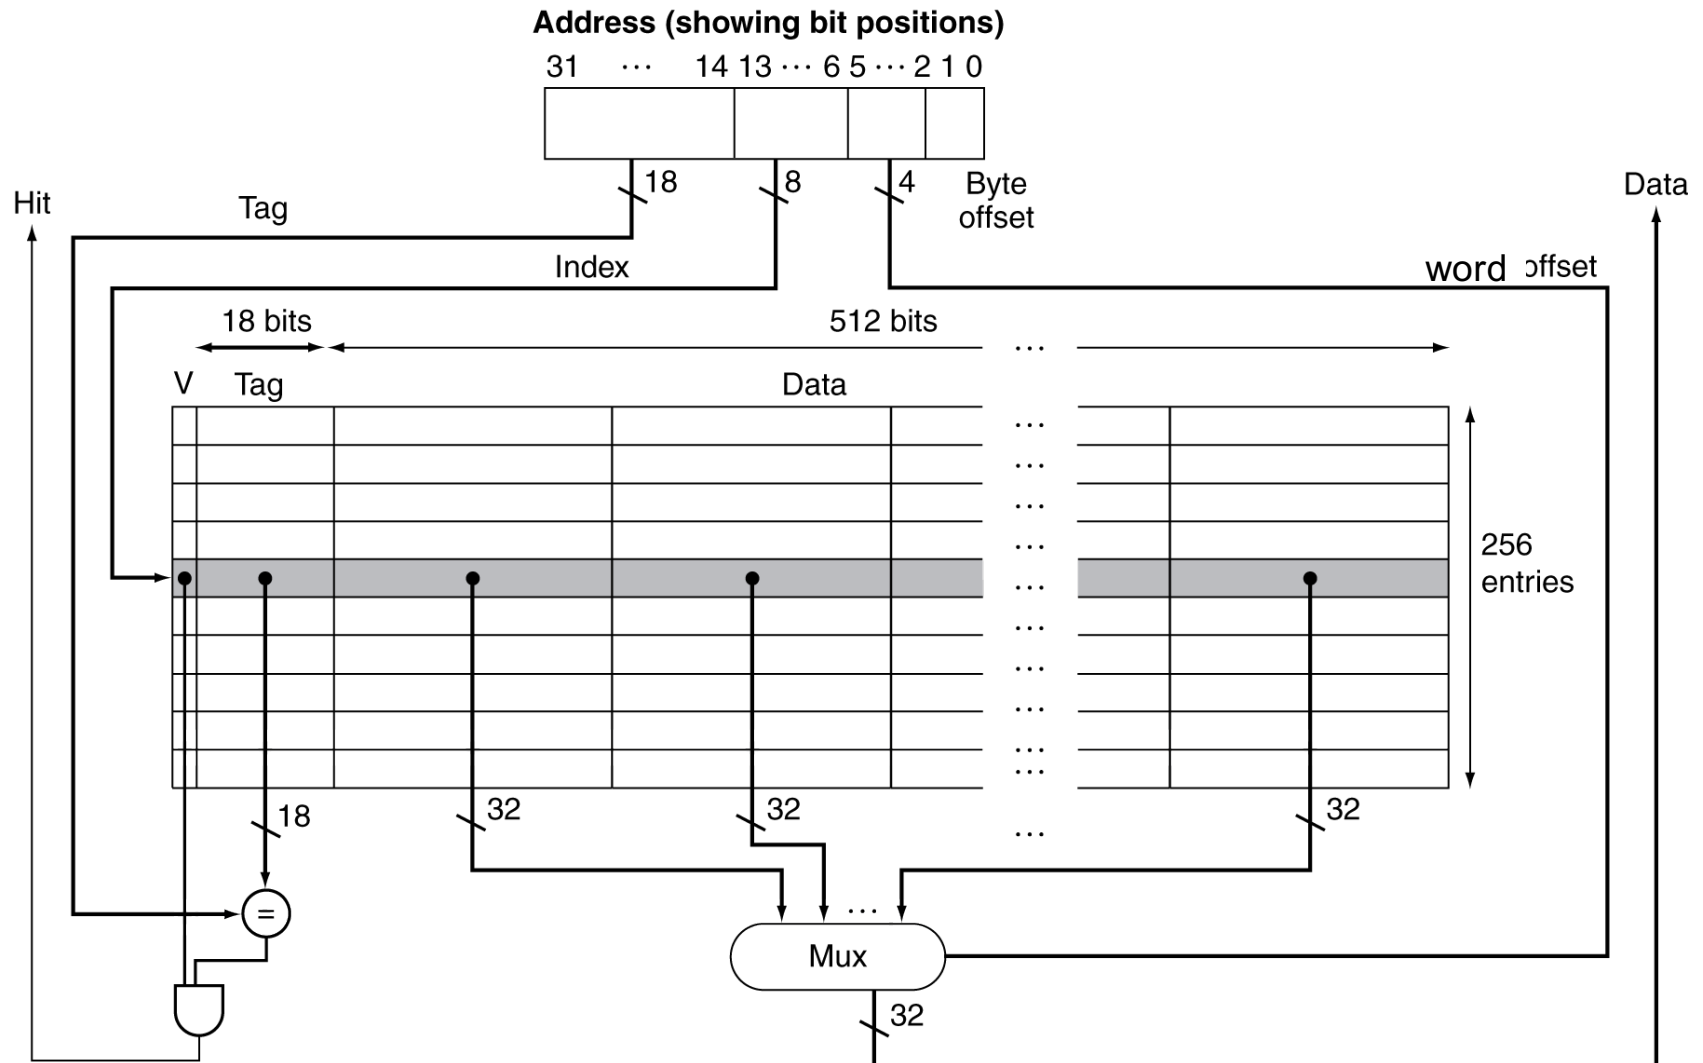 Address (showing bit positions)
31 ··· 14 13 ··· 6 5 ··· 2 1 0
18 8 4 Byte
offset
Hit
Tag
Data
Index
word offset
18 bits
512 bits
···
V Tag Data
···
···
···
···
···
···
···
···
···
···
256
entries
18 32 32 ··· 32
=
···
Mux
32